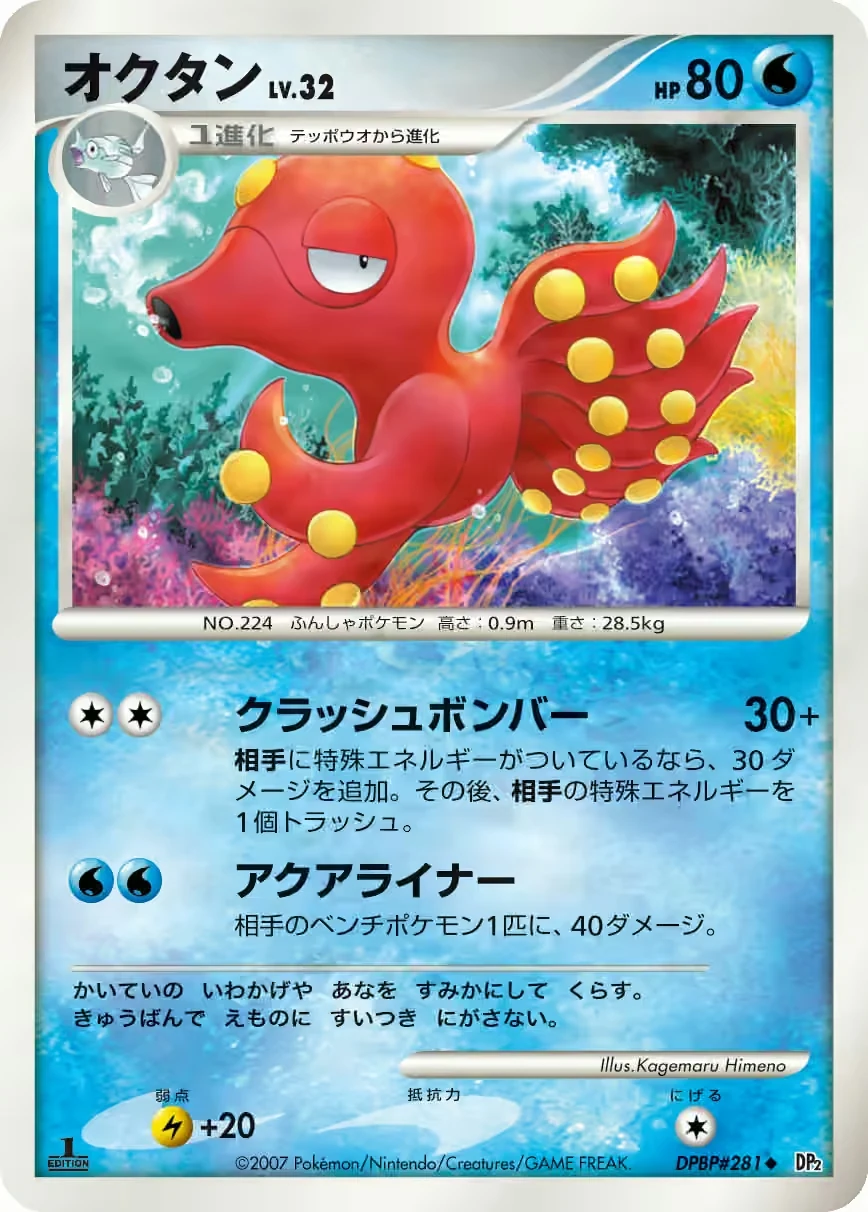 オクタン LV.32 HP 80
1進化 テッポウオから進化
NO.224 ふんしゃポケモン 高さ：0.9m 重さ：28.5kg
クラッシュボンバー 30+
相手に特殊エネルギーがついているなら、30ダ
メージを追加。その後、相手の特殊エネルギーを
1個トラッシュ。
アクアライナー
相手のベンチポケモン1匹に、40ダメージ。
かいていの いわかげや あなを すみかにして くらす。
きゅうばんで えものに すいつき にがさない。
Illus.Kagemaru Himeno
弱点 抵抗力 にげる
+20
1 EDITION ©2007 Pokémon/Nintendo/Creatures/GAME FREAK. DPBP#281◆ DP2